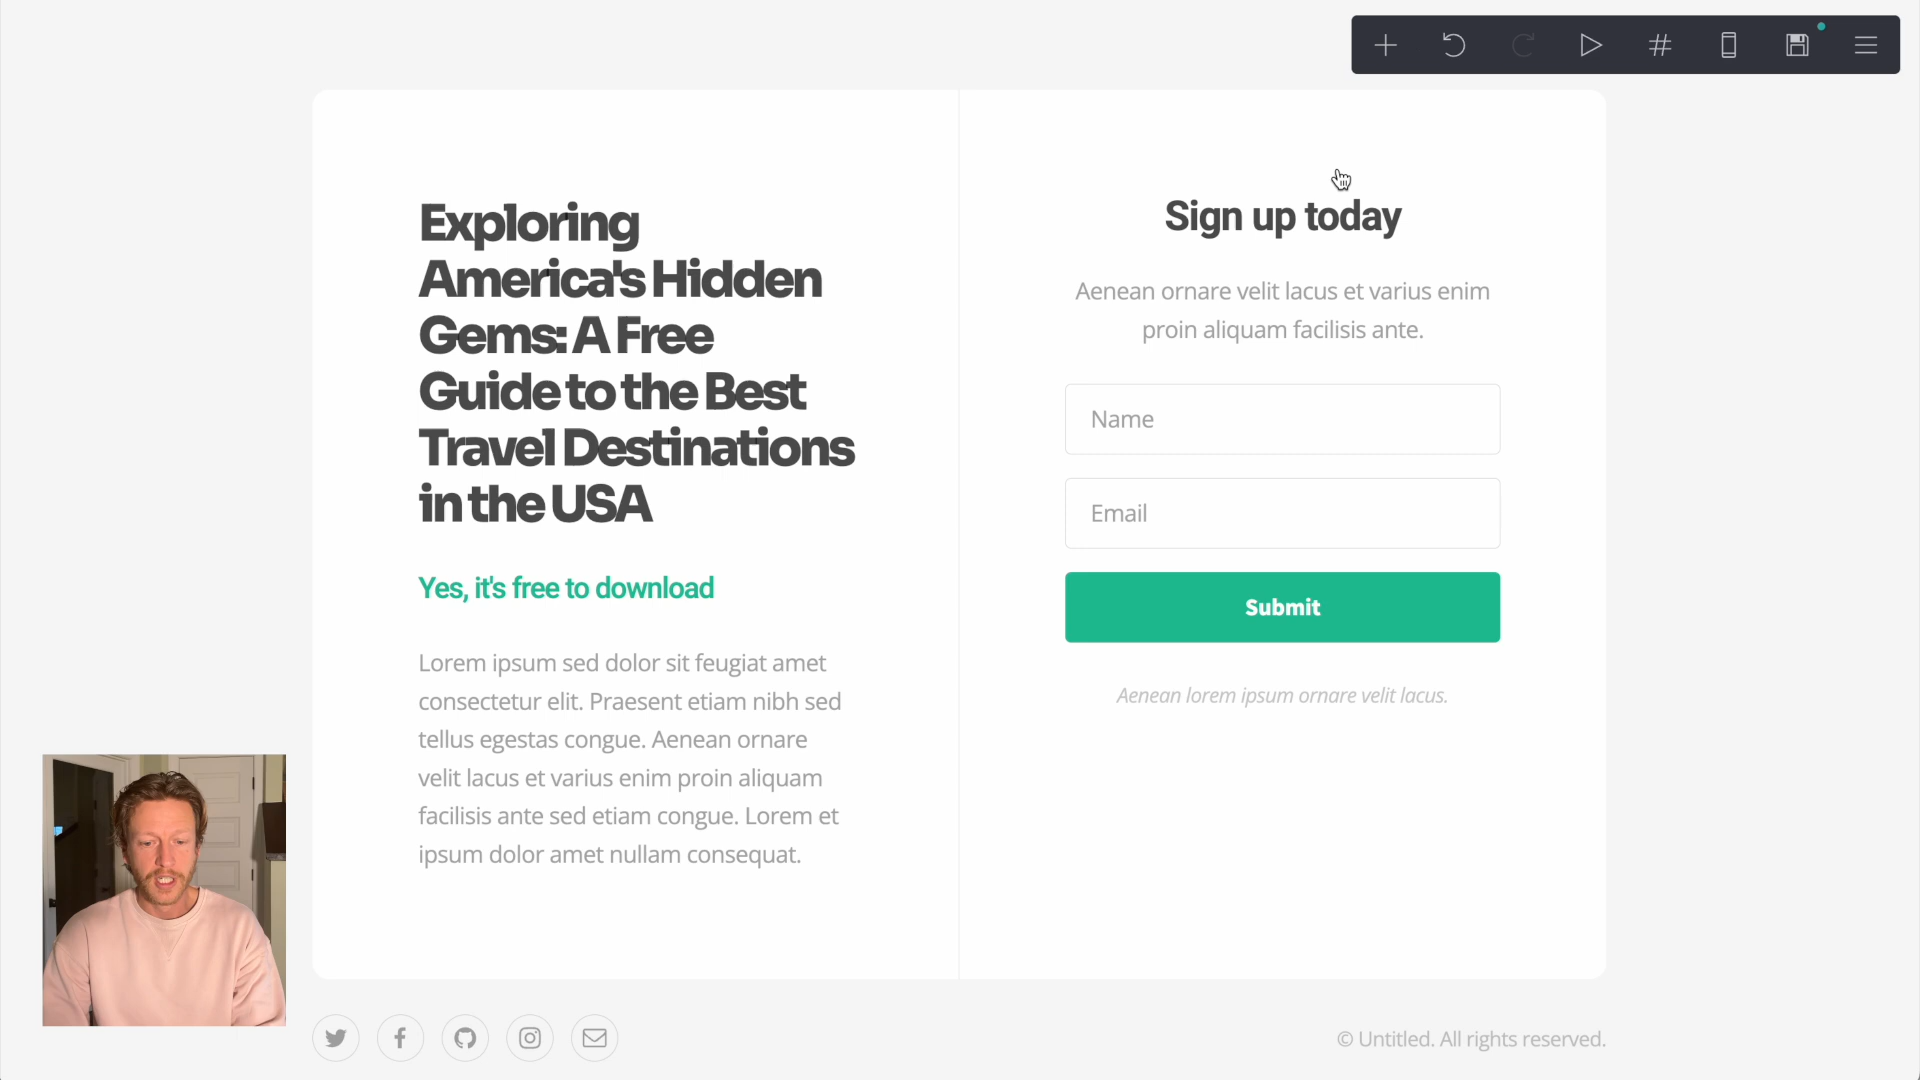 Exploring
America's Hidden
Gems: A Free
Guide to the Best
Travel Destinations
in the USA
Yes, it's free to download
Lorem ipsum sed dolor sit feugiat amet
consectetur elit. Praesent etiam nibh sed
tellus egestas congue. Aenean ornare
velit lacus et varius enim proin aliquam
facilisis ante sed etiam congue. Lorem et
ipsum dolor amet nullam consequat.
Sign up today
Aenean ornare velit lacus et varius enim
proin aliquam facilisis ante.
Name
Email
Submit
Aenean lorem ipsum ornare velit lacus.
© Untitled. All rights reserved.